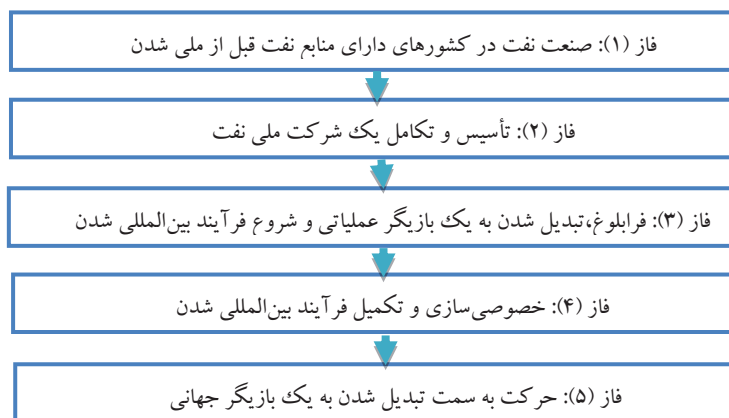 فاز (۱): صنعت نفت در کشورهای دارای منابع نفت قبل از ملی شدن
فاز (۲): تأسیس و تکامل یک شرکت ملی نفت
فاز (۳): فرابلوغ،تبدیل شدن به یک بازیگر عملیاتی و شروع فرآیند بین‌المللی شدن
فاز (۴): خصوصی‌سازی و تکمیل فرآیند بین‌المللی شدن
فاز (۵): حرکت به سمت تبدیل شدن به یک بازیگر جهانی